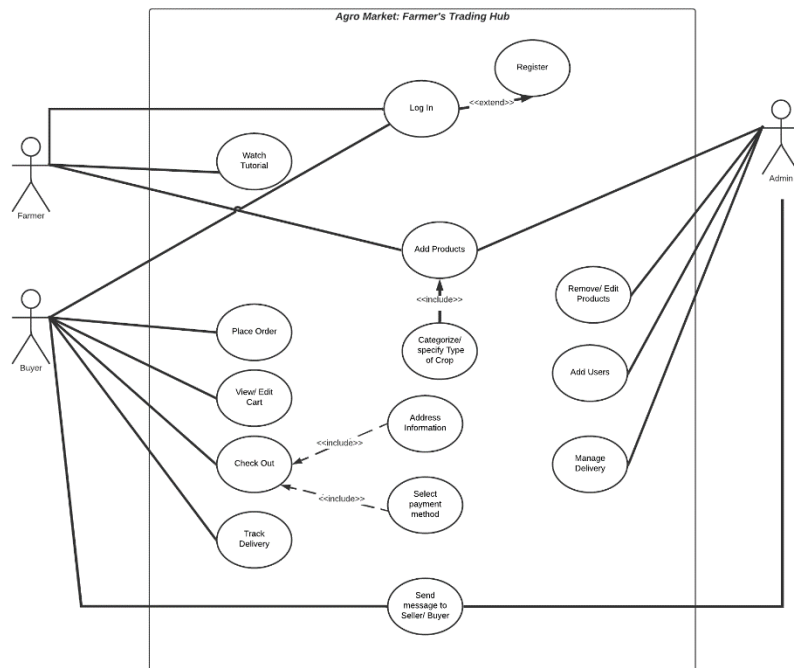 Agro Market: Farmer's Trading Hub
Register
Log In
<<extend>>
Watch
Tutorial
Farmer
Admin
Add Products
<<include>>
Remove/ Edit
Products
Place Order
Categorize/
specify Type
of Crop
Buyer
Add Users
View/ Edit
Cart
Address
Information
<<include>>
Check Out
Manage
Delivery
<<include>>
Select
payment
method
Track
Delivery
Send
message to
Seller/ Buyer